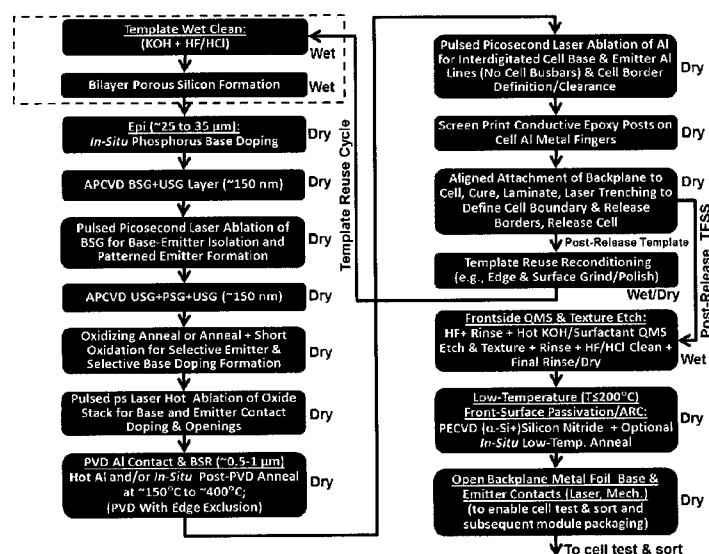 Template Wet Clean:
(KOH + HF/HCl)
Wet
Bilayer Porous Silicon Formation
Wet
Epi (~25 to 35 μm):
In-Situ Phosphorus Base Doping
Dry
APCVD BSG+USG Layer (~150 nm)
Dry
Pulsed Picosecond Laser Ablation of
BSG for Base-Emitter Isolation and
Patterned Emitter Formation
Dry
APCVD USG+PSG+USG (~150 nm)
Dry
Oxidizing Anneal or Anneal + Short
Oxidation for Selective Emitter &
Selective Base Doping Formation
Dry
Pulsed ps Laser Hot Ablation of Oxide
Stack for Base and Emitter Contact
Doping & Openings
Dry
PVD Al Contact & BSR (~0.5-1 μm)
Hot Al and/or In-Situ Post-PVD Anneal
at ~150°C to ~400°C;
(PVD With Edge Exclusion)
Dry
Template Reuse Cycle
Pulsed Picosecond Laser Ablation of Al
for Interdigitated Cell Base & Emitter Al
Lines (No Cell Busbars) & Cell Border
Definition/Clearance
Dry
Screen Print Conductive Epoxy Posts on
Cell Al Metal Fingers
Dry
Aligned Attachment of Backplane to
Cell, Cure, Laminate, Laser Trenching to
Define Cell Boundary & Release
Borders, Release Cell
Dry
Post-Release Template
Template Reuse Reconditioning
(e.g., Edge & Surface Grind/Polish)
Wet/Dry
Post-Release TFSS
Frontside QMS & Texture Etch:
HF+ Rinse + Hot KOH/Surfactant QMS
Etch & Texture + Rinse + HF/HCl Clean +
Final Rinse/Dry
Wet
Low-Temperature (T≤200°C)
Front-Surface Passivation/ARC:
PECVD (α-Si+)Silicon Nitride + Optional
In-Situ Low-Temp. Anneal
Dry
Open Backplane Metal Foil Base &
Emitter Contacts (Laser, Mech.)
(to enable cell test & sort and
subsequent module packaging)
Dry
To cell test & sort